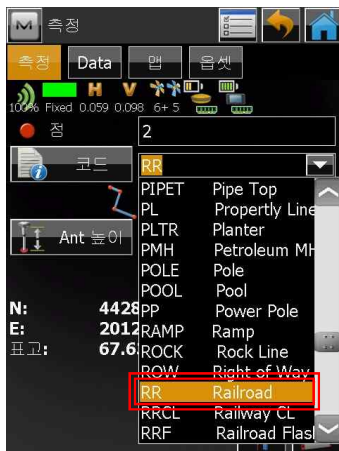 측정
측정 Data 맵 옵셋
H V
100% Fixed 0.059 0.098 6+ 5
점 2
코드 RR
Ant 높이
PIPET Pipe Top
PL Propertly Line
PLTR Planter
PMH Petroleum MH
POLE Pole
POOL Pool
PP Power Pole
RAMP Ramp
ROCK Rock Line
ROW Right of Way
RR Railroad
RRCL Railway CL
RRF Railroad Flas
N: 4428
E: 2012
표고: 67.6